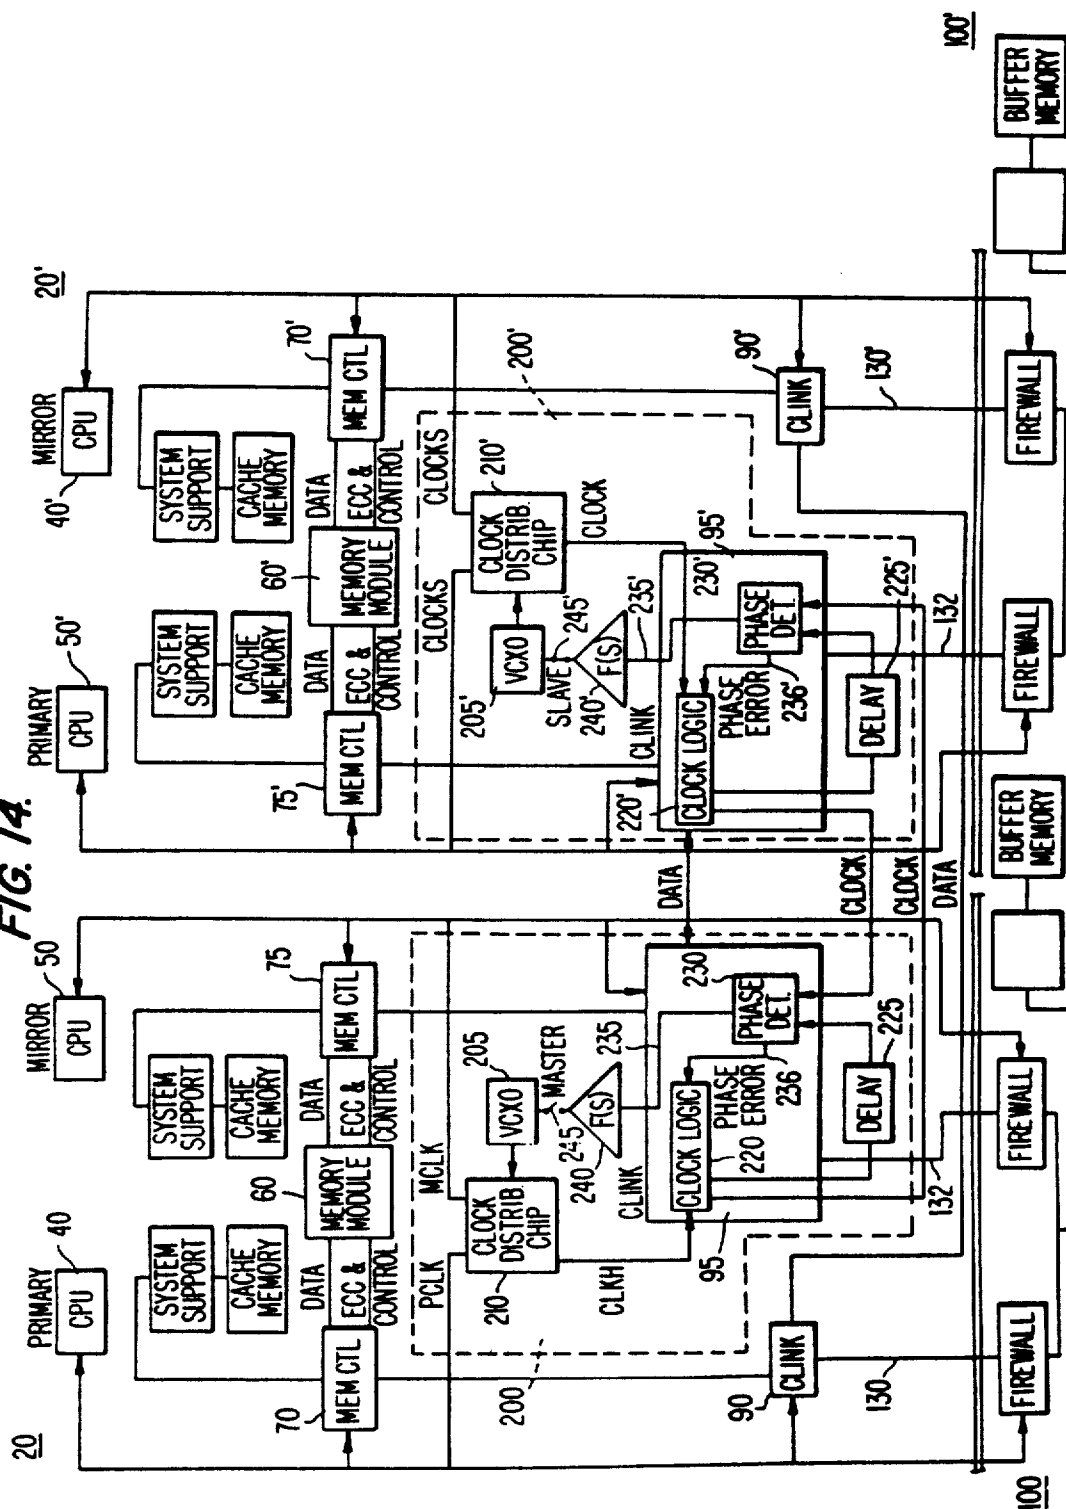 FIG. 14.
20
PRIMARY
40
CPU
MIRROR
50
CPU
SYSTEM
SUPPORT
CACHE
MEMORY
SYSTEM
SUPPORT
CACHE
MEMORY
70
MEM CTL
DATA
ECC &
CONTROL
60
MEMORY
MODULE
DATA
ECC &
CONTROL
75
MEM CTL
PCLK
MCLK
200
CLOCK
DISTRIB.
CHIP
210
205
VCXO
245
MASTER
240
F(S)
235
CLKH
CLINK
CLOCK LOGIC
220
PHASE
ERROR
236
230
PHASE
DET.
95
225
DELAY
90
CLINK
130
132
FIREWALL
FIREWALL
100
BUFFER
MEMORY
DATA
CLOCK
CLOCK
DATA
20'
PRIMARY
50'
CPU
MIRROR
40'
CPU
SYSTEM
SUPPORT
CACHE
MEMORY
SYSTEM
SUPPORT
CACHE
MEMORY
75'
MEM CTL
DATA
ECC &
CONTROL
60'
MEMORY
MODULE
DATA
ECC &
CONTROL
70'
MEM CTL
CLOCKS
CLOCKS
200'
CLOCK
DISTRIB.
CHIP
210'
205'
VCXO
245'
SLAVE
240'
F(S)
235'
CLOCK
CLINK
220'
CLOCK LOGIC
PHASE
ERROR
236'
230'
PHASE
DET.
95'
225'
DELAY
90'
CLINK
130'
132
FIREWALL
FIREWALL
100'
BUFFER
MEMORY